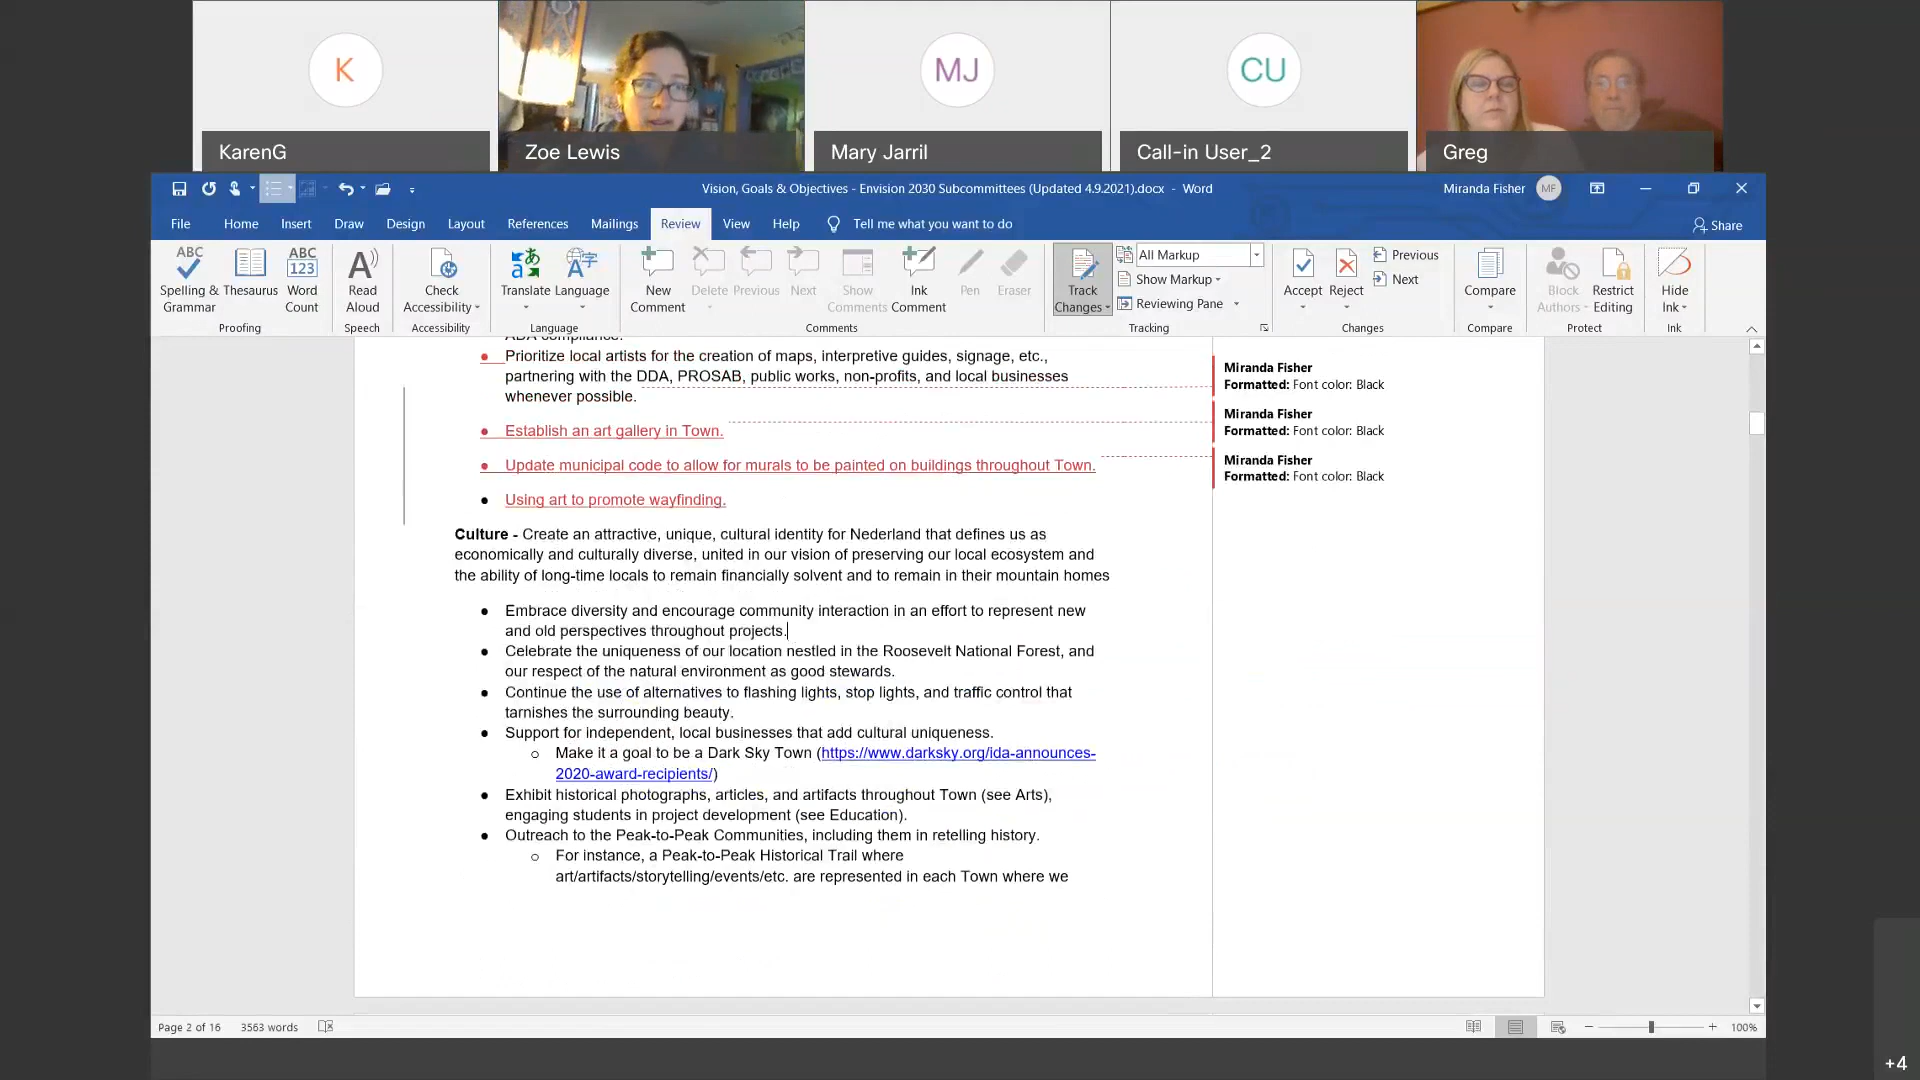 K
MJ
CU
KarenG
Zoe Lewis
Mary Jarril
Call-in User_2
Greg
Vision, Goals & Objectives - Envision 2030 Subcommittees (Updated 4.9.2021).docx - Word
Miranda Fisher
MF
File
Home
Insert
Draw
Design
Layout
References
Mailings
Review
View
Help
Tell me what you want to do
Share
ABC
Spelling &
Grammar
Thesaurus
ABC
123
Word
Count
Proofing
A
Read
Aloud
Speech
Check
Accessibility
Accessibility
Translate
Language
Language
New
Comment
Delete
Previous
Next
Show
Comments
Ink
Comment
Pen
Eraser
Comments
Track
Changes
All Markup
Show Markup
Reviewing Pane
Tracking
Accept
Reject
Previous
Next
Changes
Compare
Compare
Block
Authors
Restrict
Editing
Protect
Hide
Ink
Ink
ADA compliance.
● Prioritize local artists for the creation of maps, interpretive guides, signage, etc.,
partnering with the DDA, PROSAB, public works, non-profits, and local businesses
whenever possible.
● Establish an art gallery in Town.
● Update municipal code to allow for murals to be painted on buildings throughout Town.
● Using art to promote wayfinding.
Culture - Create an attractive, unique, cultural identity for Nederland that defines us as
economically and culturally diverse, united in our vision of preserving our local ecosystem and
the ability of long-time locals to remain financially solvent and to remain in their mountain homes
● Embrace diversity and encourage community interaction in an effort to represent new
and old perspectives throughout projects.
● Celebrate the uniqueness of our location nestled in the Roosevelt National Forest, and
our respect of the natural environment as good stewards.
● Continue the use of alternatives to flashing lights, stop lights, and traffic control that
tarnishes the surrounding beauty.
● Support for independent, local businesses that add cultural uniqueness.
○ Make it a goal to be a Dark Sky Town (https://www.darksky.org/ida-announces-
2020-award-recipients/)
● Exhibit historical photographs, articles, and artifacts throughout Town (see Arts),
engaging students in project development (see Education).
● Outreach to the Peak-to-Peak Communities, including them in retelling history.
○ For instance, a Peak-to-Peak Historical Trail where
art/artifacts/storytelling/events/etc. are represented in each Town where we
Miranda Fisher
Formatted: Font color: Black
Miranda Fisher
Formatted: Font color: Black
Miranda Fisher
Formatted: Font color: Black
Page 2 of 16
3563 words
100%
+4